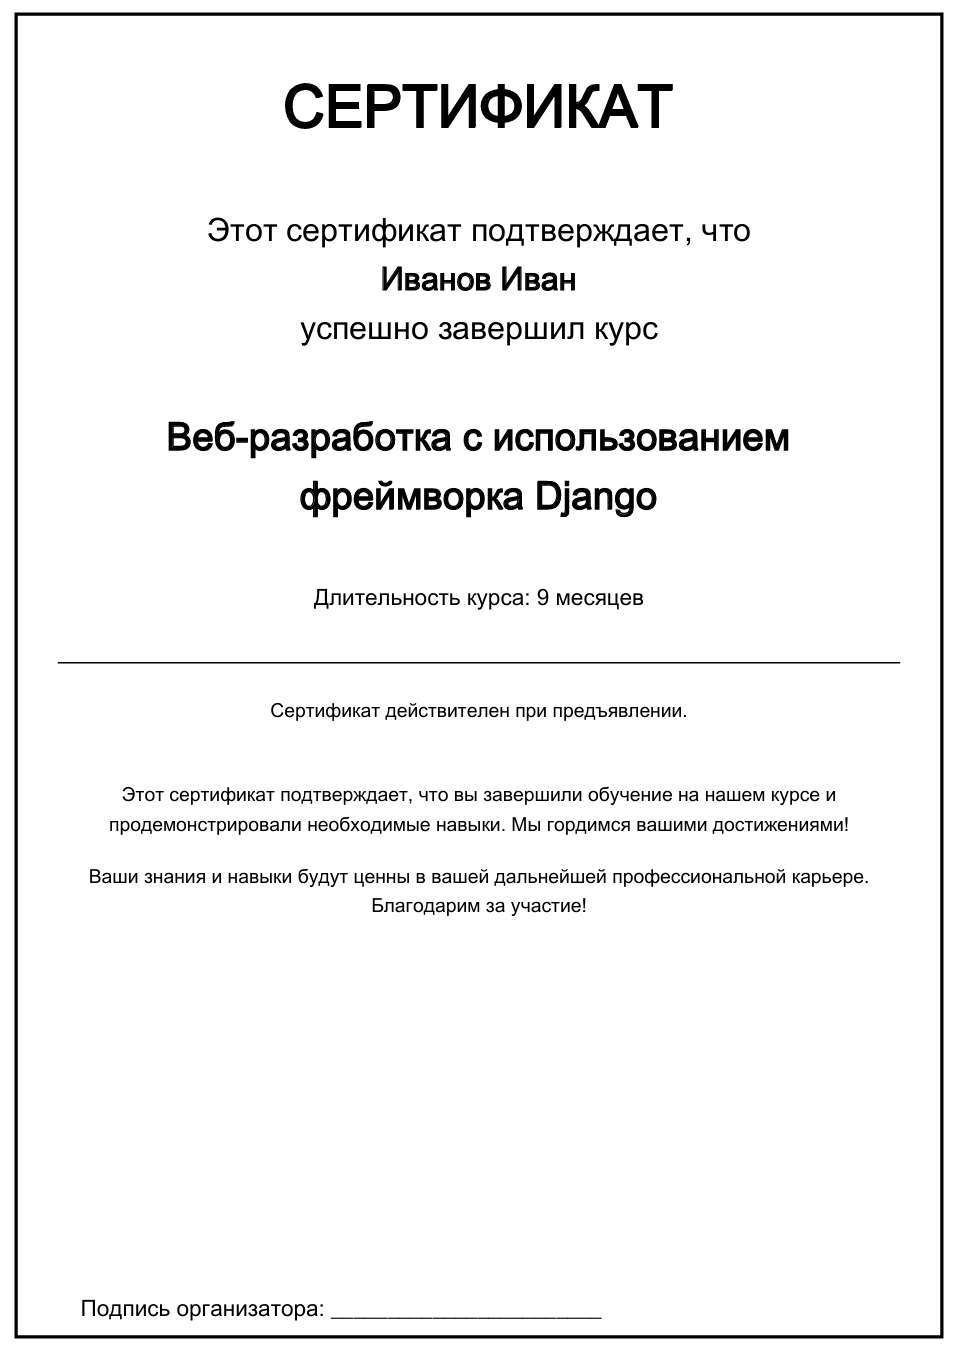 СЕРТИФИКАТ
Этот сертификат подтверждает, что
Иванов Иван
успешно завершил курс
Веб-разработка с использованием
фреймворка Django
Длительность курса: 9 месяцев
Сертификат действителен при предъявлении.
Этот сертификат подтверждает, что вы завершили обучение на нашем курсе и
продемонстрировали необходимые навыки. Мы гордимся вашими достижениями!
Ваши знания и навыки будут ценны в вашей дальнейшей профессиональной карьере.
Благодарим за участие!
Подпись организатора: ________________________